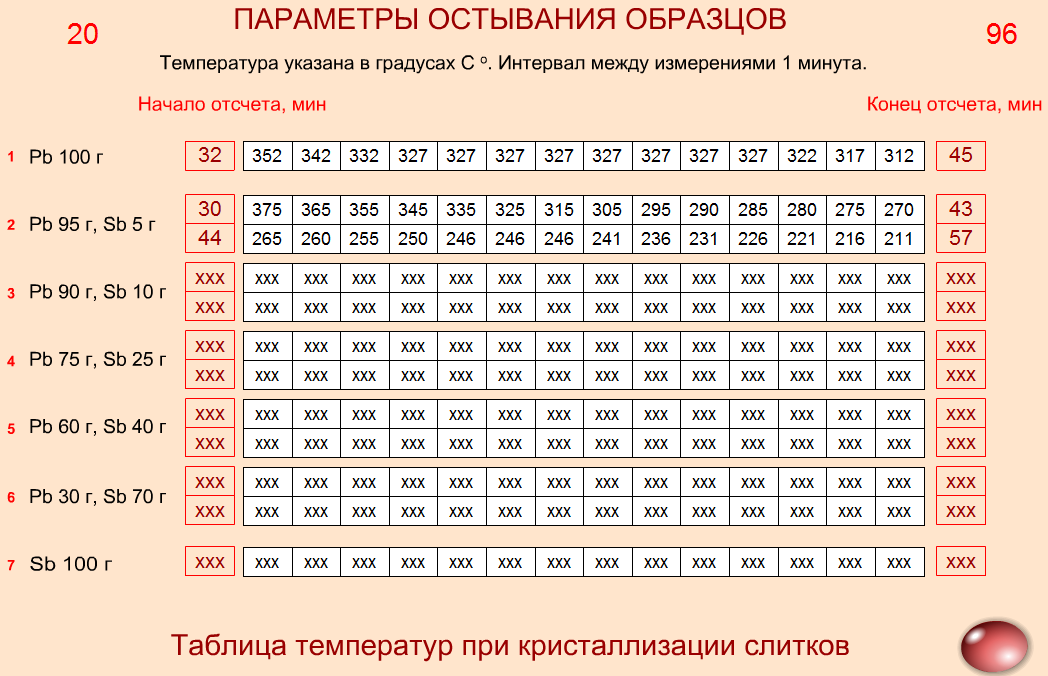 20
ПАРАМЕТРЫ ОСТЫВАНИЯ ОБРАЗЦОВ
96
Температура указана в градусах С º. Интервал между измерениями 1 минута.
Начало отсчета, мин Конец отсчета, мин
1 Pb 100 г 32 352 342 332 327 327 327 327 327 327 327 327 322 317 312 45
30 375 365 355 345 335 325 315 305 295 290 285 280 275 270 43
2 Pb 95 г, Sb 5 г
44 265 260 255 250 246 246 246 241 236 231 226 221 216 211 57
xxx xxx xxx xxx xxx xxx xxx xxx xxx xxx xxx xxx xxx xxx xxx xxx
3 Pb 90 г, Sb 10 г
xxx xxx xxx xxx xxx xxx xxx xxx xxx xxx xxx xxx xxx xxx xxx xxx
xxx xxx xxx xxx xxx xxx xxx xxx xxx xxx xxx xxx xxx xxx xxx xxx
4 Pb 75 г, Sb 25 г
xxx xxx xxx xxx xxx xxx xxx xxx xxx xxx xxx xxx xxx xxx xxx xxx
xxx xxx xxx xxx xxx xxx xxx xxx xxx xxx xxx xxx xxx xxx xxx xxx
5 Pb 60 г, Sb 40 г
xxx xxx xxx xxx xxx xxx xxx xxx xxx xxx xxx xxx xxx xxx xxx xxx
xxx xxx xxx xxx xxx xxx xxx xxx xxx xxx xxx xxx xxx xxx xxx xxx
6 Pb 30 г, Sb 70 г
xxx xxx xxx xxx xxx xxx xxx xxx xxx xxx xxx xxx xxx xxx xxx xxx
7 Sb 100 г xxx xxx xxx xxx xxx xxx xxx xxx xxx xxx xxx xxx xxx xxx xxx xxx
Таблица температур при кристаллизации слитков